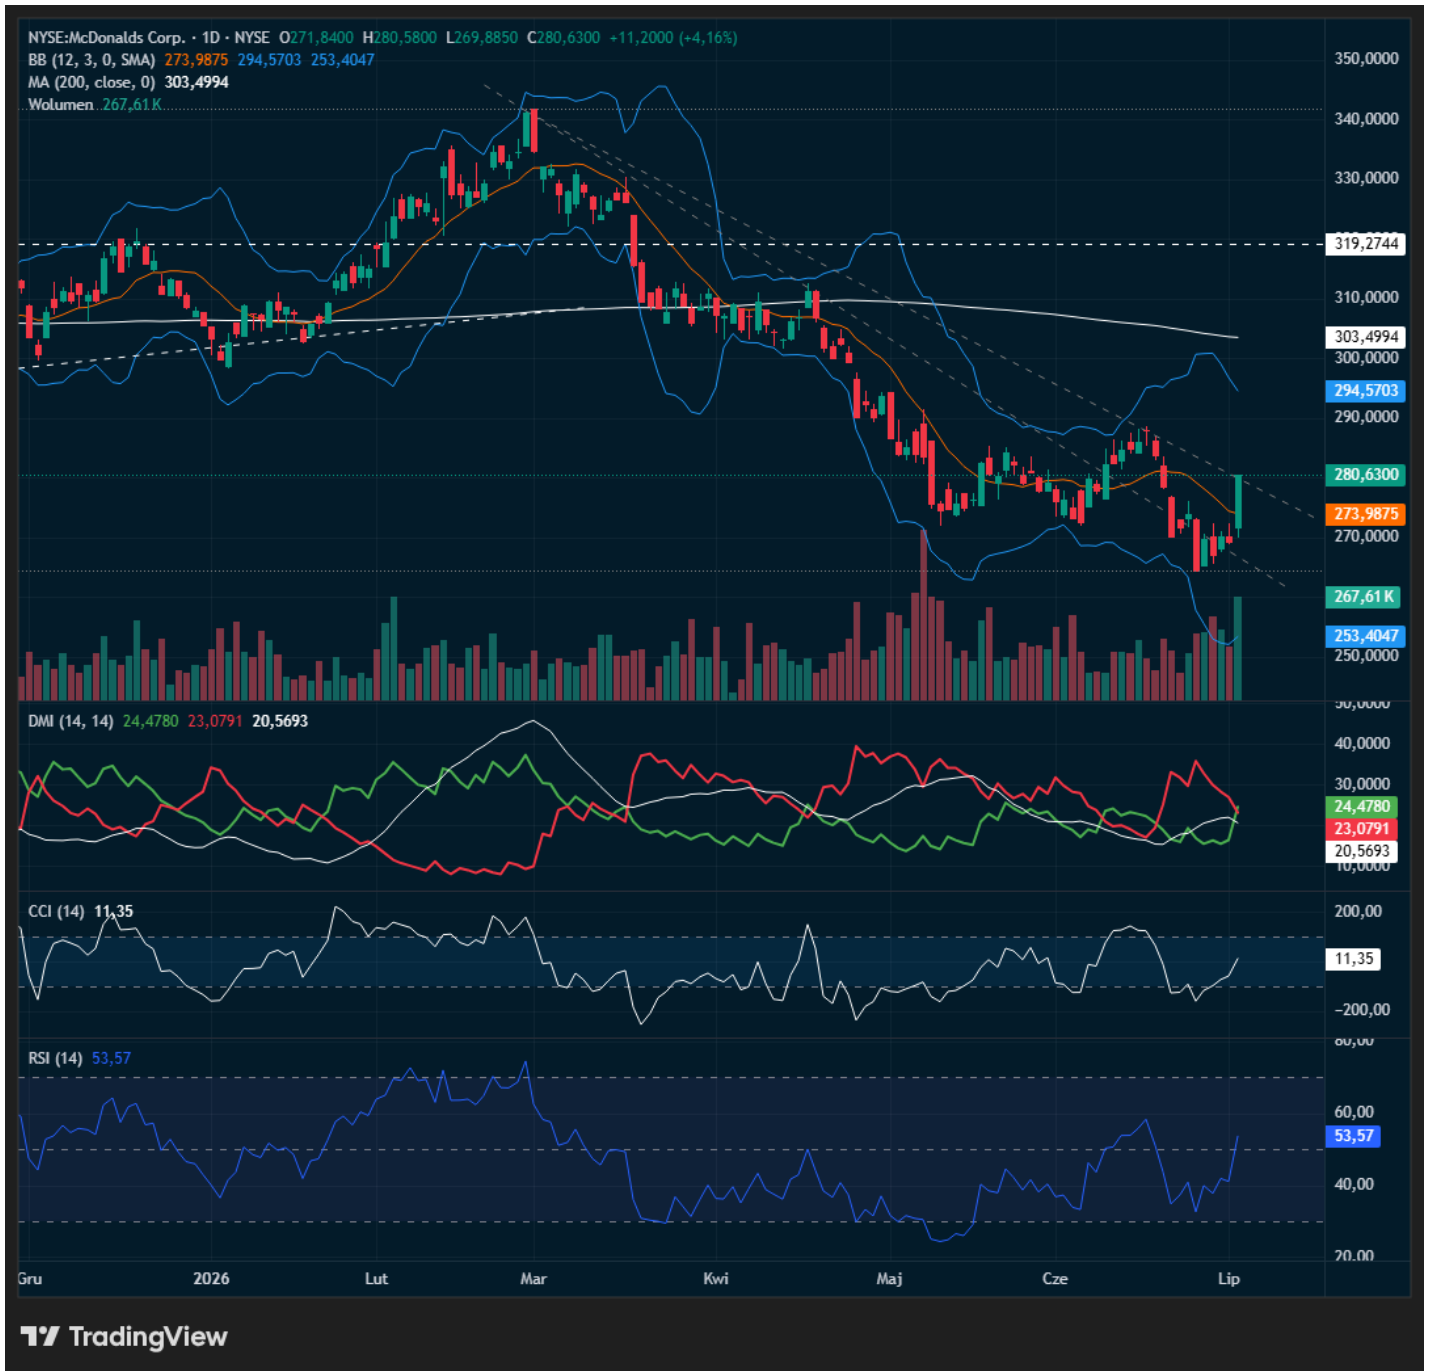 NYSE:McDonalds Corp. · 1D · NYSE O271,8400 H280,5800 L269,8850 C280,6300 +11,2000 (+4,16%)
BB (12, 3, 0, SMA) 273,9875 294,5703 253,4047
MA (200, close, 0) 303,4994
Wolumen 267,61 K
350,0000
340,0000
330,0000
319,2744
310,0000
303,4994
300,0000
294,5703
290,0000
280,6300
273,9875
270,0000
267,61 K
253,4047
250,0000
DMI (14, 14) 24,4780 23,0791 20,5693
50,0000
40,0000
30,0000
24,4780
23,0791
20,5693
10,0000
CCI (14) 11,35
200,00
11,35
−200,00
RSI (14) 53,57
80,00
60,00
53,57
40,00
20,00
Gru 2026 Lut Mar Kwi Maj Cze Lip
TradingView